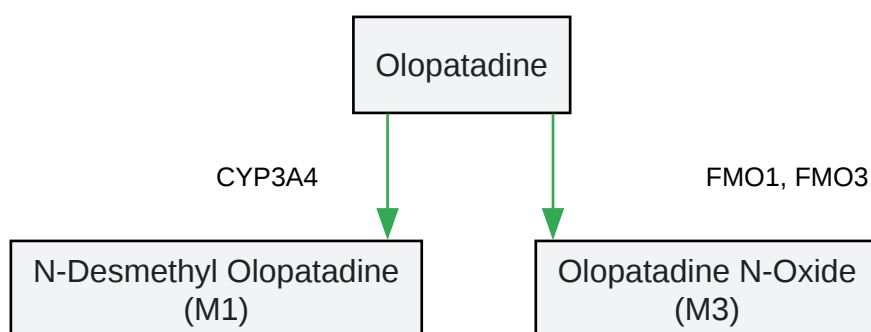 Olopatadine
CYP3A4
FMO1, FMO3
N-Desmethyl Olopatadine
(M1)
Olopatadine N-Oxide
(M3)